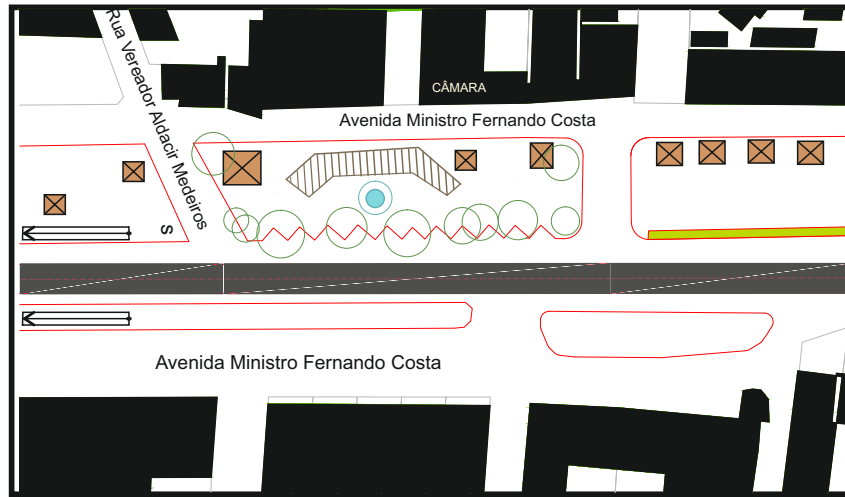 Rua Vereador Aldacir Medeiros
CÂMARA
Avenida Ministro Fernando Costa
S
Avenida Ministro Fernando Costa